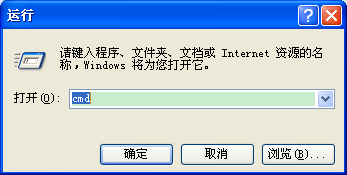 运行
请键入程序、文件夹、文档或 Internet 资源的名
称，Windows 将为您打开它。
打开(O): cmd
确定 取消 浏览(B)...